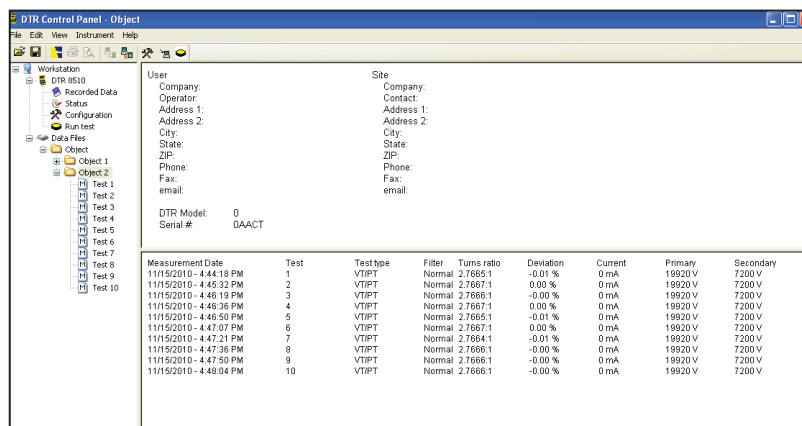 DTR Control Panel - Object
File Edit View Instrument Help
Workstation
DTR 8510
Recorded Data
Status
Configuration
Run test
Data Files
Object
Object 1
Object 2
M Test 1
M Test 2
M Test 3
M Test 4
M Test 5
M Test 6
M Test 7
M Test 8
M Test 9
M Test 10
User
Company:
Operator:
Address 1:
Address 2:
City:
State:
ZIP:
Phone:
Fax:
email:
DTR Model: 0
Serial #: 0AACT
Site
Company:
Contact:
Address 1:
Address 2:
City:
State:
ZIP:
Phone:
Fax:
email:
Measurement Date Test Test type Filter Turns ratio Deviation Current Primary Secondary
11/15/2010 - 4:44:18 PM 1 VT/PT Normal 2.7665:1 -0.01 % 0 mA 19920 V 7200 V
11/15/2010 - 4:45:32 PM 2 VT/PT Normal 2.7667:1 0.00 % 0 mA 19920 V 7200 V
11/15/2010 - 4:46:19 PM 3 VT/PT Normal 2.7666:1 -0.00 % 0 mA 19920 V 7200 V
11/15/2010 - 4:46:36 PM 4 VT/PT Normal 2.7667:1 0.00 % 0 mA 19920 V 7200 V
11/15/2010 - 4:46:50 PM 5 VT/PT Normal 2.7665:1 -0.01 % 0 mA 19920 V 7200 V
11/15/2010 - 4:47:07 PM 6 VT/PT Normal 2.7667:1 0.00 % 0 mA 19920 V 7200 V
11/15/2010 - 4:47:21 PM 7 VT/PT Normal 2.7664:1 -0.01 % 0 mA 19920 V 7200 V
11/15/2010 - 4:47:36 PM 8 VT/PT Normal 2.7666:1 -0.00 % 0 mA 19920 V 7200 V
11/15/2010 - 4:47:50 PM 9 VT/PT Normal 2.7666:1 -0.00 % 0 mA 19920 V 7200 V
11/15/2010 - 4:48:04 PM 10 VT/PT Normal 2.7666:1 -0.00 % 0 mA 19920 V 7200 V